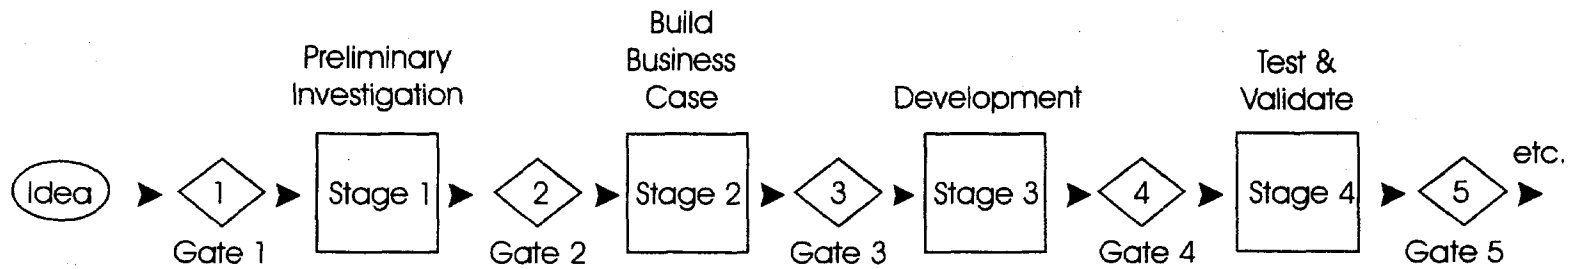 Preliminary
Investigation
Build
Business
Case
Development
Test &
Validate
Idea
1
Stage 1
2
Stage 2
3
Stage 3
4
Stage 4
5
etc.
Gate 1
Gate 2
Gate 3
Gate 4
Gate 5